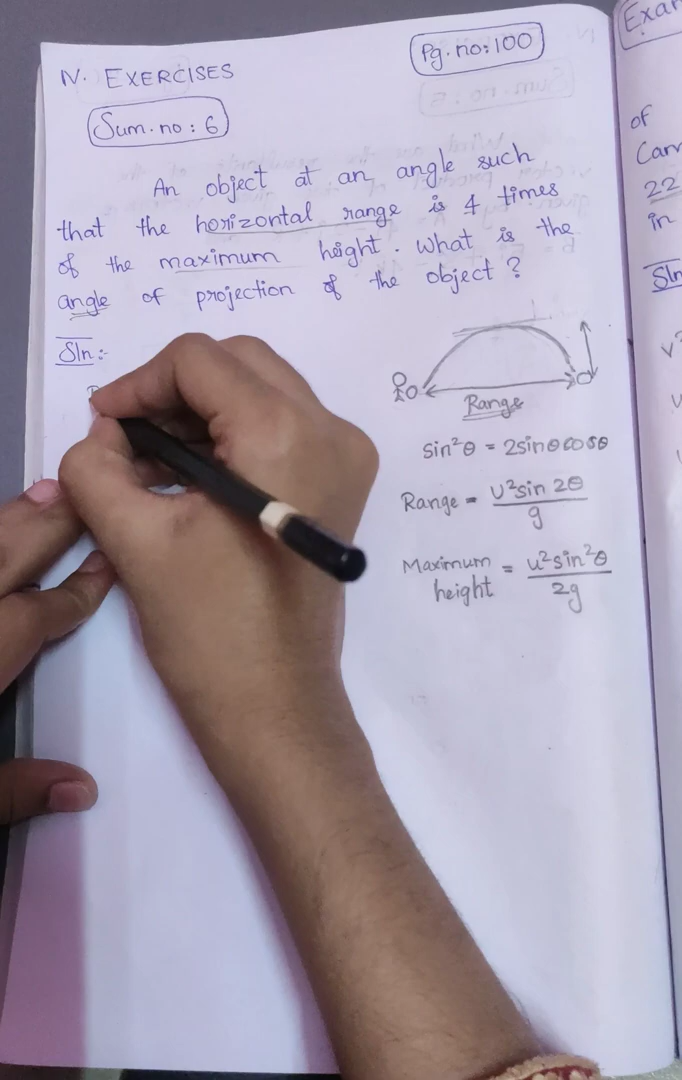 IV. EXERCISES
Pg. no: 100
Sum. no: 6
An object at an angle such
that the horizontal range is 4 times
of the maximum height. What is the
angle of projection of the object?
Sln:-
Range
sin²θ = 2sinθcosθ
Range = U²sin 2θ / g
Maximum height = u²sin²θ / 2g
Exam
of
22
in
Sln